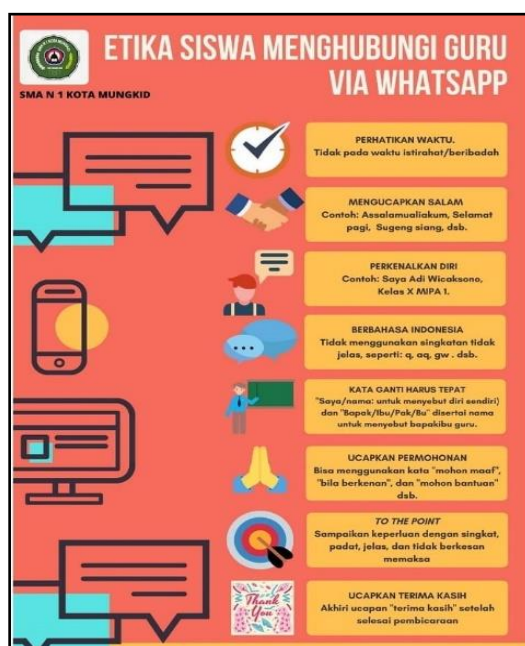 ETIKA SISWA MENGHUBUNGI GURU
VIA WHATSAPP
SMA N 1 KOTA MUNGKID
PERHATIKAN WAKTU.
Tidak pada waktu istirahat/beribadah
MENGUCAPKAN SALAM
Contoh: Assalamualiakum, Selamat
pagi, Sugeng siang, dsb.
PERKENALKAN DIRI
Contoh: Saya Adi Wicaksono,
Kelas X MIPA 1.
BERBAHASA INDONESIA
Tidak menggunakan singkatan tidak
jelas, seperti: q, aq, gw . dsb.
KATA GANTI HARUS TEPAT
"Saya/nama: untuk menyebut diri sendiri)
dan "Bapak/Ibu/Pak/Bu" disertai nama
untuk menyebut bapakibu guru.
UCAPKAN PERMOHONAN
Bisa menggunakan kata "mohon maaf",
"bila berkenan", dan "mohon bantuan"
dsb.
TO THE POINT
Sampaikan keperluan dengan singkat,
padat, jelas, dan tidak berkesan
memaksa
Thank
You
UCAPKAN TERIMA KASIH
Akhiri ucapan "terima kasih" setelah
selesai pembicaraan